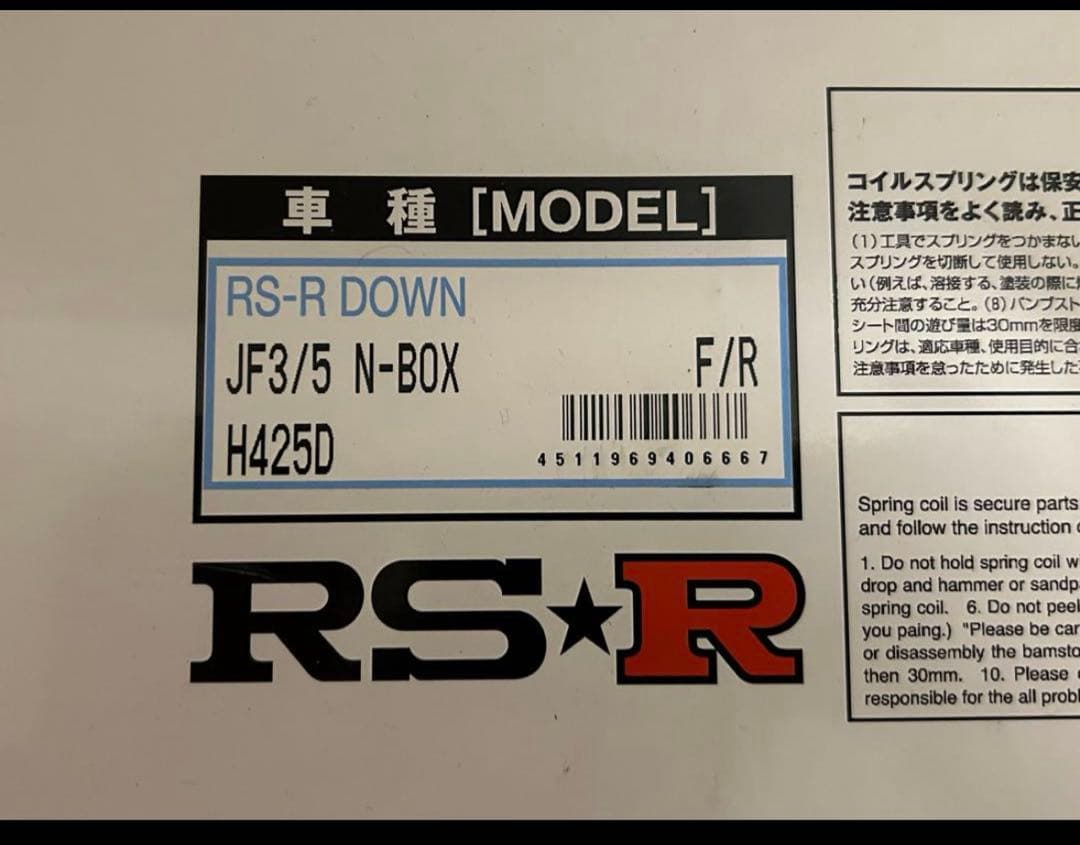 車 種 [MODEL]
RS-R DOWN
JF3/5 N-BOX
F/R
H425D
4511969406667
RS★R
コイルスプリングは保安
注意事項をよく読み、正
(1)工具でスプリングをつかまない
スプリングを切断して使用しない。
い(例えば、溶接する、塗装の際に
充分注意すること。(8)バンプスト
シート間の遊び量は30mmを限度
リングは、適応車種、使用目的に合
注意事項を怠ったために発生した
Spring coil is secure parts
and follow the instruction
1. Do not hold spring coil
drop and hammer or sandp
spring coil. 6. Do not peel
you paing.) "Please be car
or disassembly the bamsto
then 30mm. 10. Please
responsible for the all probl